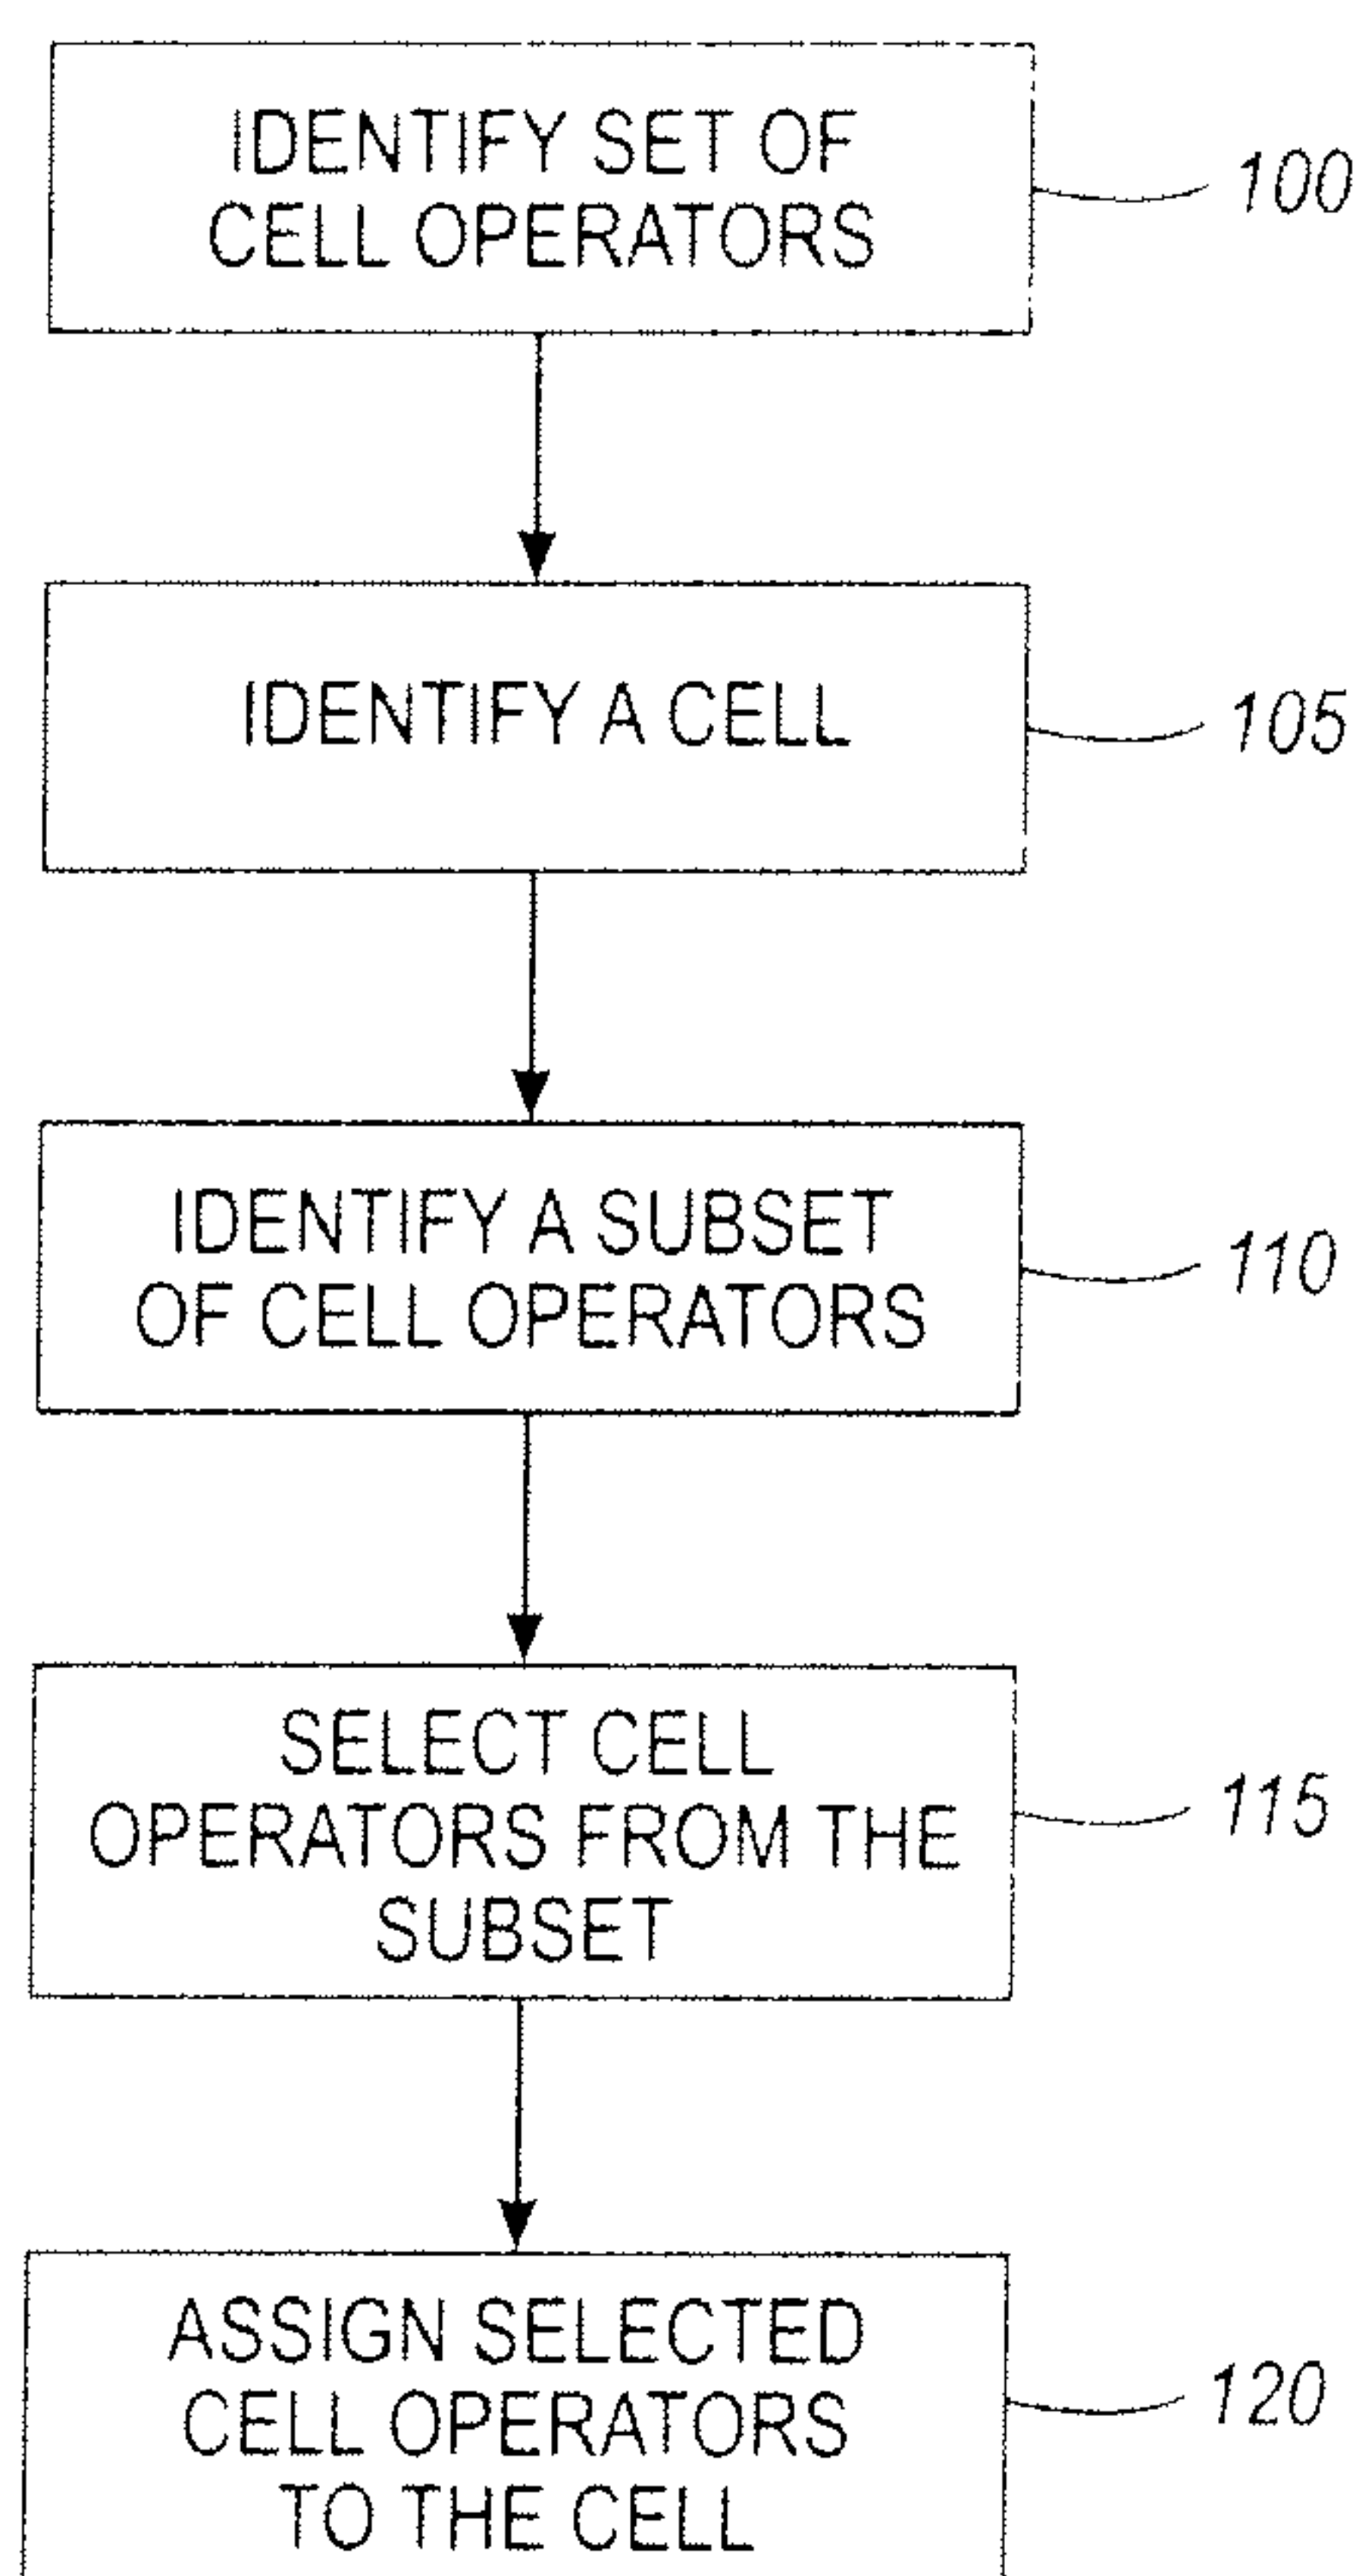 IDENTIFY SET OF
CELL OPERATORS
100
IDENTIFY A CELL
105
IDENTIFY A SUBSET
OF CELL OPERATORS
110
SELECT CELL
OPERATORS FROM THE
SUBSET
115
ASSIGN SELECTED
CELL OPERATORS
TO THE CELL
120